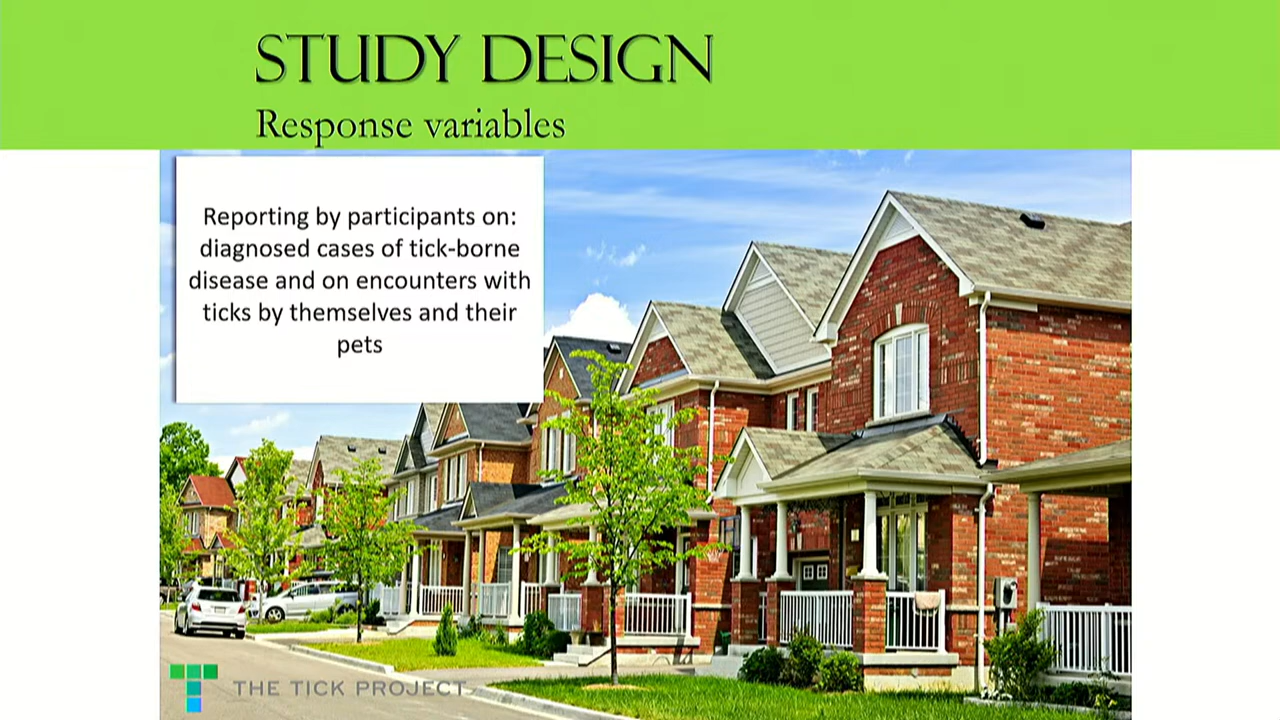 STUDY DESIGN
Response variables
Reporting by participants on:
diagnosed cases of tick-borne
disease and on encounters with
ticks by themselves and their
pets
THE TICK PROJECT